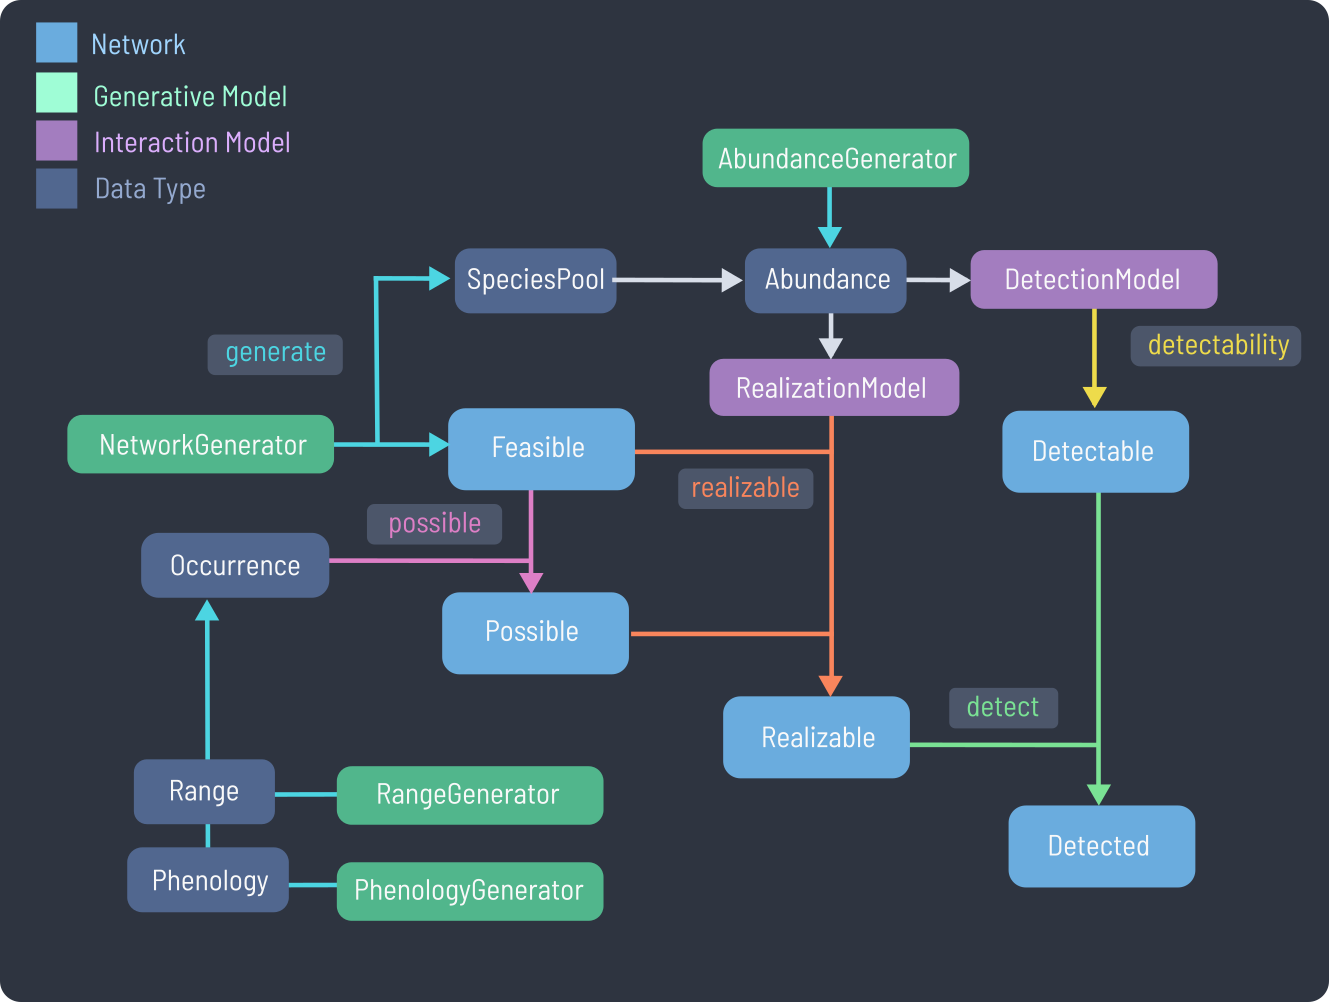 Network
Generative Model
Interaction Model
Data Type
AbundanceGenerator
SpeciesPool
Abundance
DetectionModel
generate
detectability
RealizationModel
NetworkGenerator
Feasible
Detectable
realizable
possible
Occurrence
Possible
detect
Realizable
Range
RangeGenerator
Detected
Phenology
PhenologyGenerator